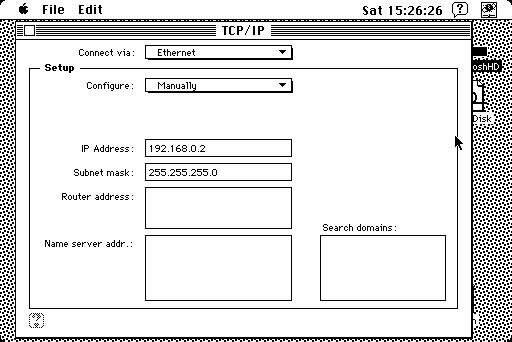 File Edit Sat 15:26:26
TCP/IP
Connect via: Ethernet
oshHD
Setup
Configure: Manually
Disk
IP Address: 192.168.0.2
Subnet mask: 255.255.255.0
Router address:
Search domains:
Name server addr.: